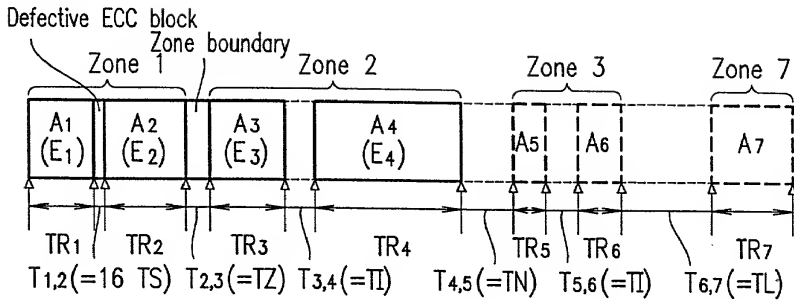 Defective ECC block
Zone boundary
Zone 1
Zone 2
Zone 3
Zone 7
A1
(E1)
A2
(E2)
A3
(E3)
A4
(E4)
A5
A6
A7
TR1
TR2
TR3
TR4
TR5
TR6
TR7
T1,2(=16 TS)
T2,3(=TZ)
T3,4(=TI)
T4,5(=TN)
T5,6(=TI)
T6,7(=TL)